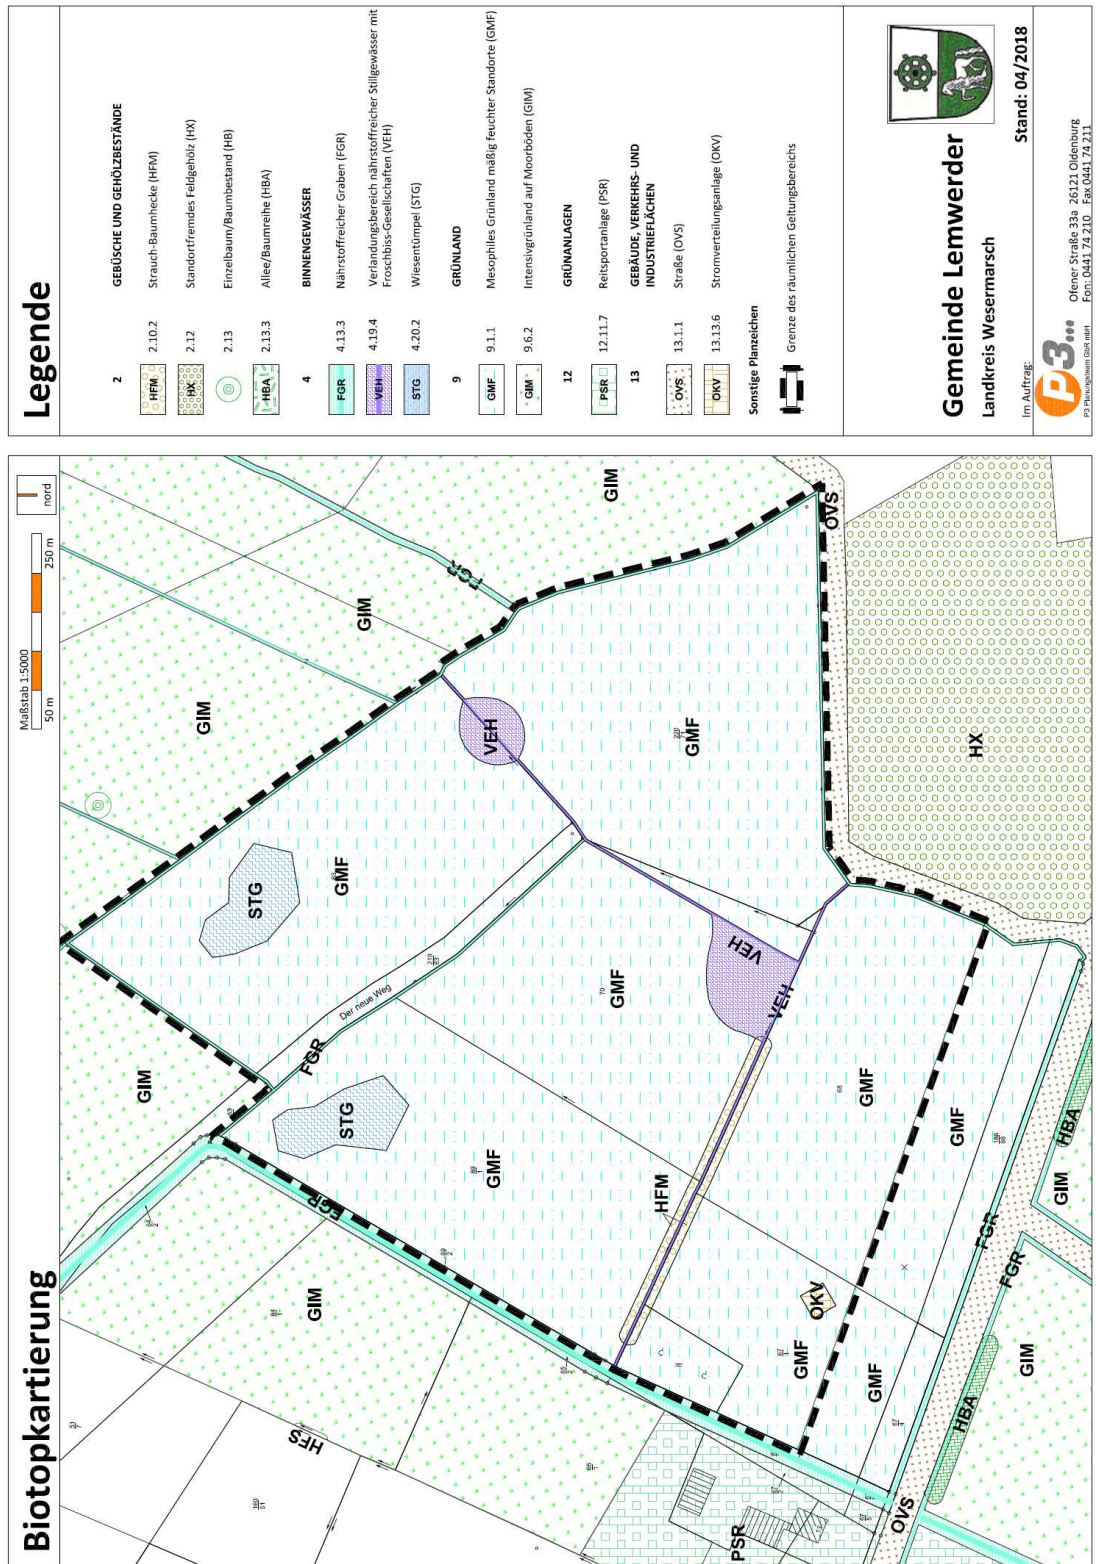 Biotopkartierung
Maßstab 1:5000
50 m
250 m
nord
GIM
GIM
GIM
GIM
GIM
GIM
GIM
FGR
STG
GMF
VEH
GMF
OVS
HX
Der neue Weg
FGR
STG
GMF
GMF
VEH
VEH
HFM
GMF
GMF
FGR
HFS
OKV
GMF
GMF
PSR
OVS
FGR
FGR
HBA
HBA
GIM
Legende
2 GEBÜSCHE UND GEHÖLZBESTÄNDE
HFM 2.10.2 Strauch-Baumhecke (HFM)
HX 2.12 Standortfremdes Feldgehölz (HX)
2.13 Einzelbaum/Baumbestand (HB)
HBA 2.13.3 Allee/Baumreihe (HBA)
4 BINNENGEWÄSSER
FGR 4.13.3 Nährstoffreicher Graben (FGR)
VEH 4.19.4 Verlandungsbereich nährstoffreicher Stillgewässer mit
Froschbiss-Gesellschaften (VEH)
STG 4.20.2 Wiesentümpel (STG)
9 GRÜNLAND
GMF 9.1.1 Mesophiles Grünland mäßig feuchter Standorte (GMF)
GIM 9.6.2 Intensivgrünland auf Moorböden (GIM)
12 GRÜNANLAGEN
PSR 12.11.7 Reitsportanlage (PSR)
13 GEBÄUDE, VERKEHRS- UND
INDUSTRIEFLÄCHEN
OVS 13.1.1 Straße (OVS)
OKV 13.13.6 Stromverteilungsanlage (OKV)
Sonstige Planzeichen
Grenze des räumlichen Geltungsbereichs
Gemeinde Lemwerder
Landkreis Wesermarsch
Stand: 04/2018
Im Auftrag:
P3...
P3 Planungsteam GbR mbH
Ofener Straße 33a 26121 Oldenburg
Fon: 0441 74 210 Fax 0441 74 211